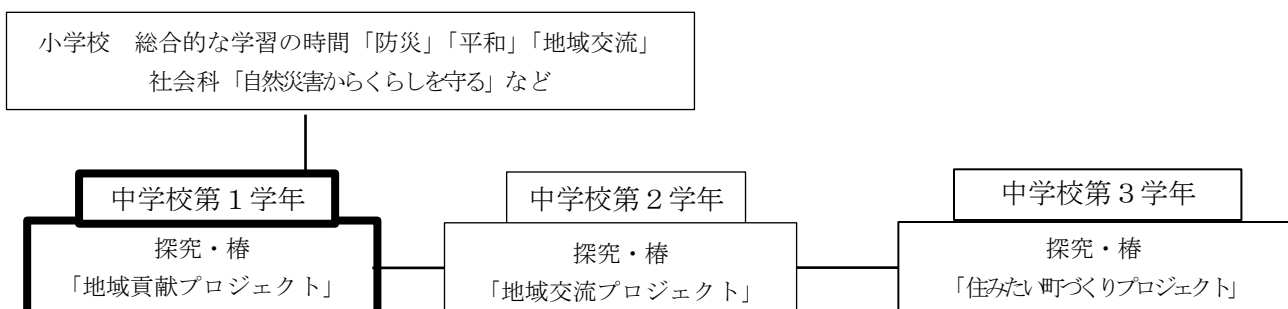 小学校　総合的な学習の時間「防災」「平和」「地域交流」
社会科「自然災害からくらしを守る」など
中学校第１学年
探究・椿
「地域貢献プロジェクト」
中学校第２学年
探究・椿
「地域交流プロジェクト」
中学校第３学年
探究・椿
「住みたい町づくりプロジェクト」